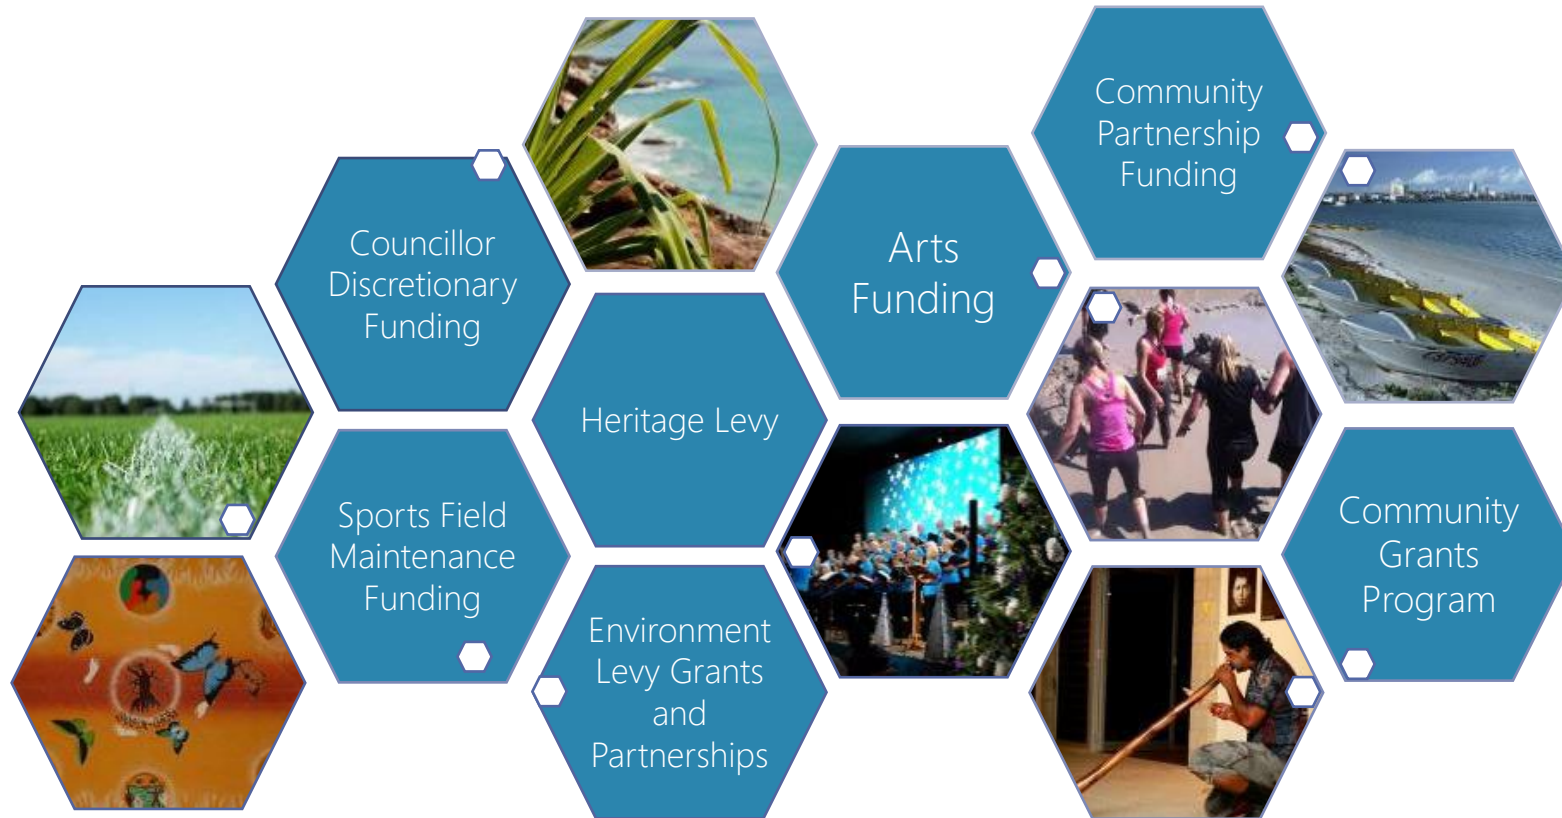 Councillor
Discretionary
Funding
Sports Field
Maintenance
Funding
Heritage Levy
Environment
Levy Grants
and
Partnerships
Arts
Funding
Community
Partnership
Funding
Community
Grants
Program